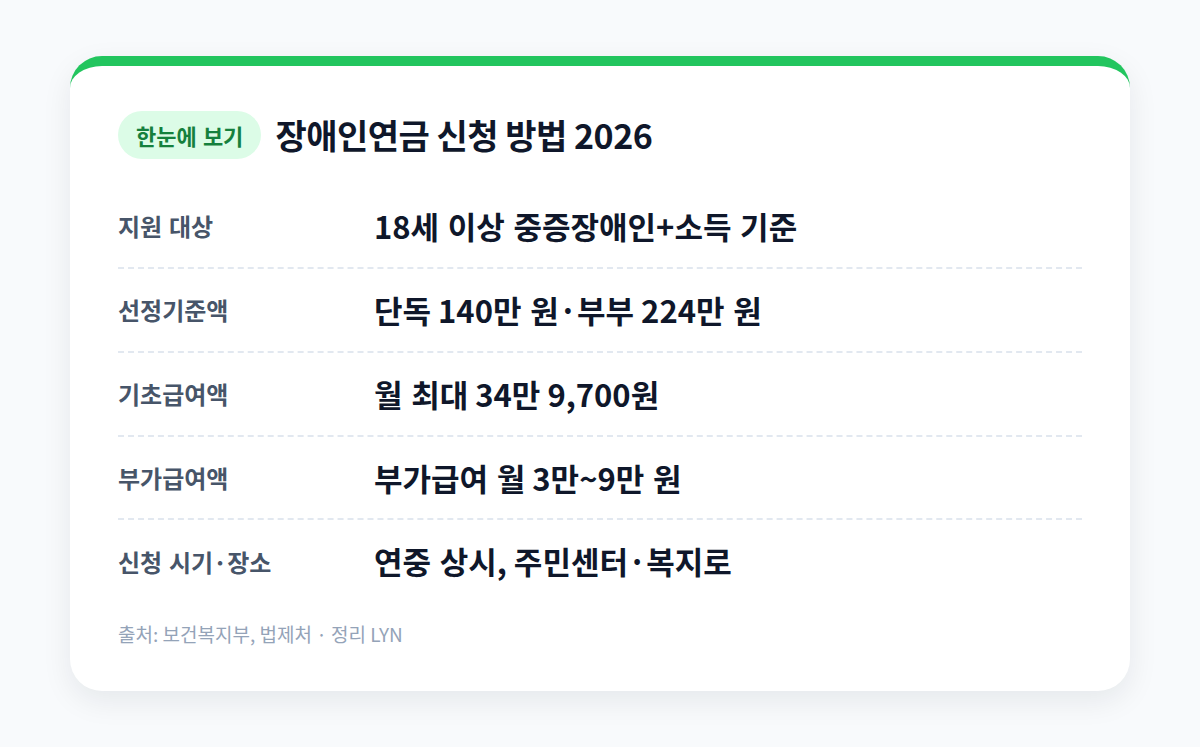 한눈에 보기 장애인연금 신청 방법 2026
지원 대상 18세 이상 중증장애인+소득 기준
선정기준액 단독 140만 원·부부 224만 원
기초급여액 월 최대 34만 9,700원
부가급여액 부가급여 월 3만~9만 원
신청 시기·장소 연중 상시, 주민센터·복지로
출처: 보건복지부, 법제처 · 정리 LYN